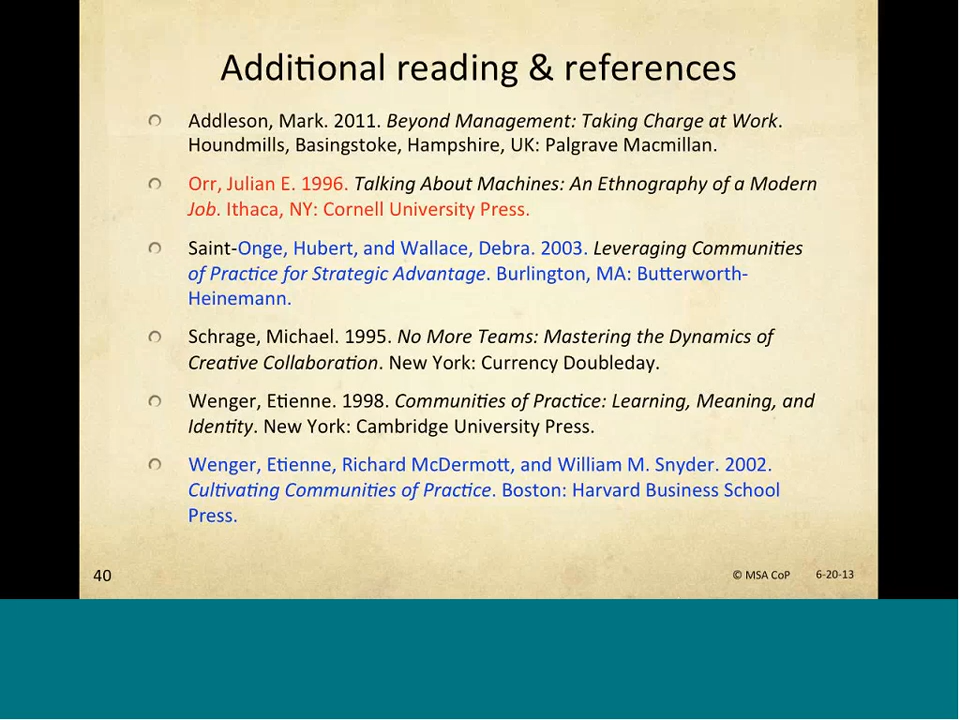 Additional reading & references
Addleson, Mark. 2011. Beyond Management: Taking Charge at Work.
Houndmills, Basingstoke, Hampshire, UK: Palgrave Macmillan.
Orr, Julian E. 1996. Talking About Machines: An Ethnography of a Modern
Job. Ithaca, NY: Cornell University Press.
Saint-Onge, Hubert, and Wallace, Debra. 2003. Leveraging Communities
of Practice for Strategic Advantage. Burlington, MA: Butterworth-
Heinemann.
Schrage, Michael. 1995. No More Teams: Mastering the Dynamics of
Creative Collaboration. New York: Currency Doubleday.
Wenger, Etienne. 1998. Communities of Practice: Learning, Meaning, and
Identity. New York: Cambridge University Press.
Wenger, Etienne, Richard McDermott, and William M. Snyder. 2002.
Cultivating Communities of Practice. Boston: Harvard Business School
Press.
40 © MSA CoP 6-20-13